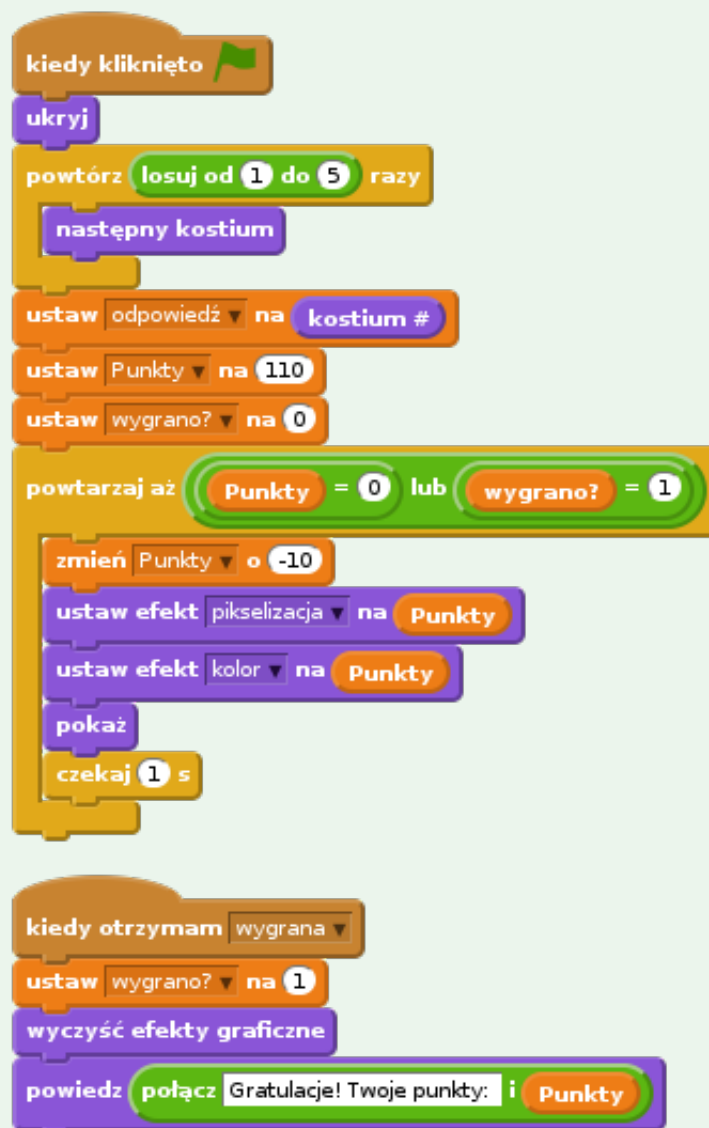 kiedy kliknięto
ukryj
powtórz losuj od 1 do 5 razy
następny kostium
ustaw odpowiedź na kostium #
ustaw Punkty na 110
ustaw wygrano? na 0
powtarzaj aż Punkty = 0 lub wygrano? = 1
zmień Punkty o -10
ustaw efekt pikselizacja na Punkty
ustaw efekt kolor na Punkty
pokaż
czekaj 1 s
kiedy otrzymam wygrana
ustaw wygrano? na 1
wyczyść efekty graficzne
powiedz połącz Gratulacje! Twoje punkty: i Punkty